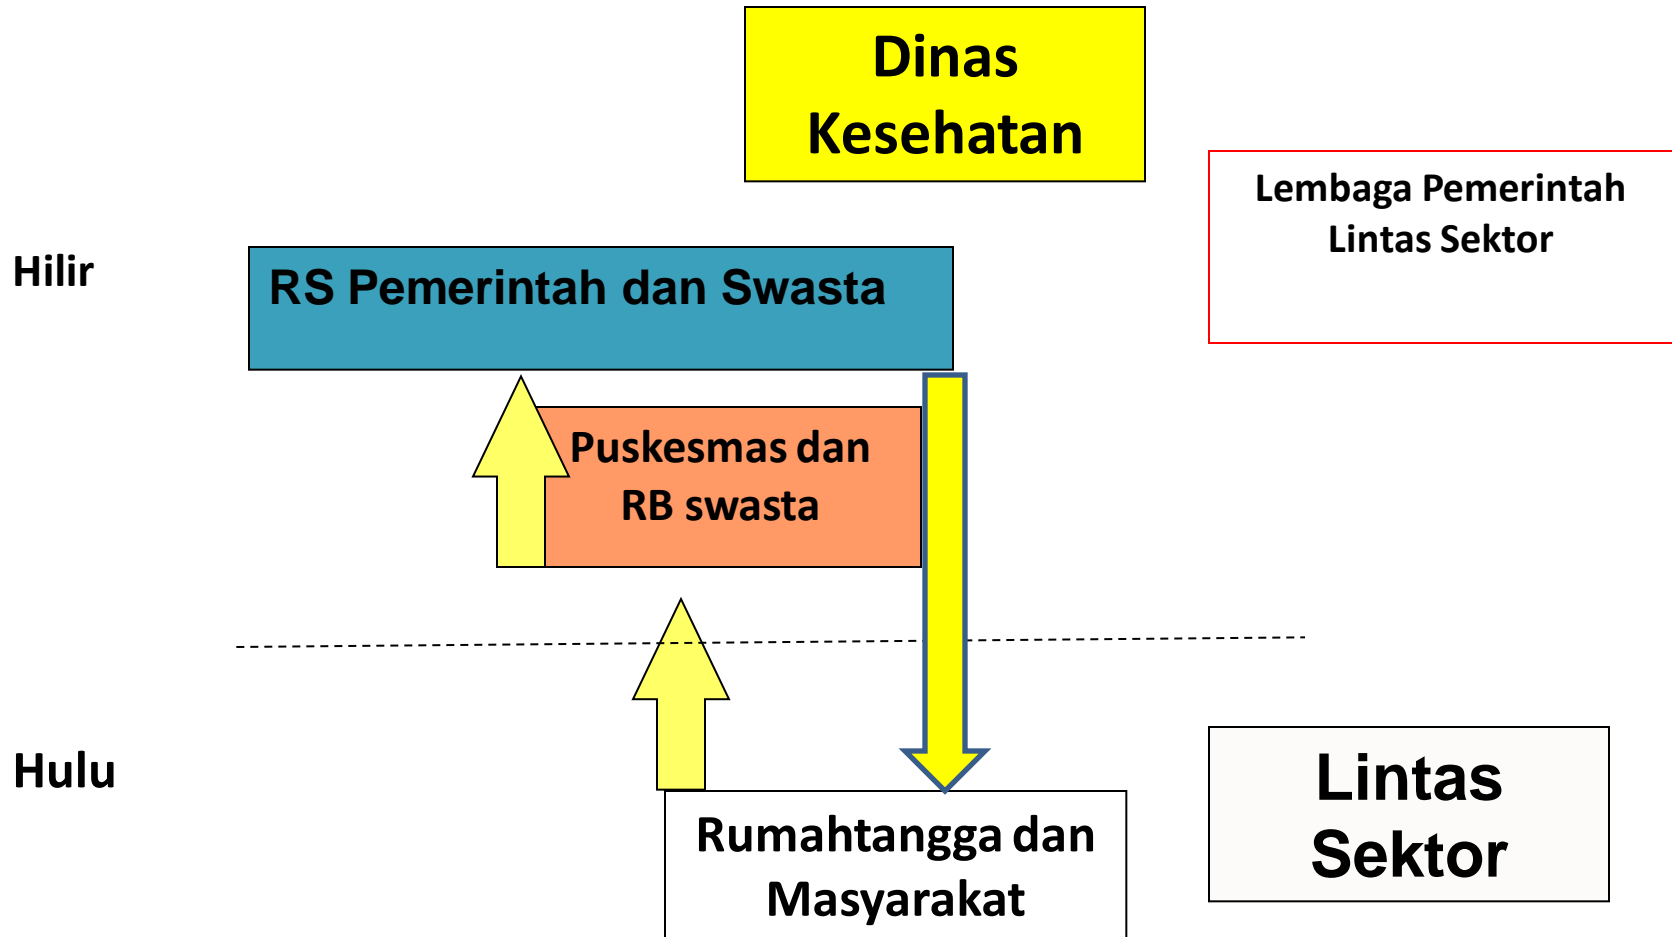 Dinas
Kesehatan
Lembaga Pemerintah
Lintas Sektor
Hilir
RS Pemerintah dan Swasta
Puskesmas dan
RB swasta
Hulu
Lintas
Sektor
Rumahtangga dan
Masyarakat